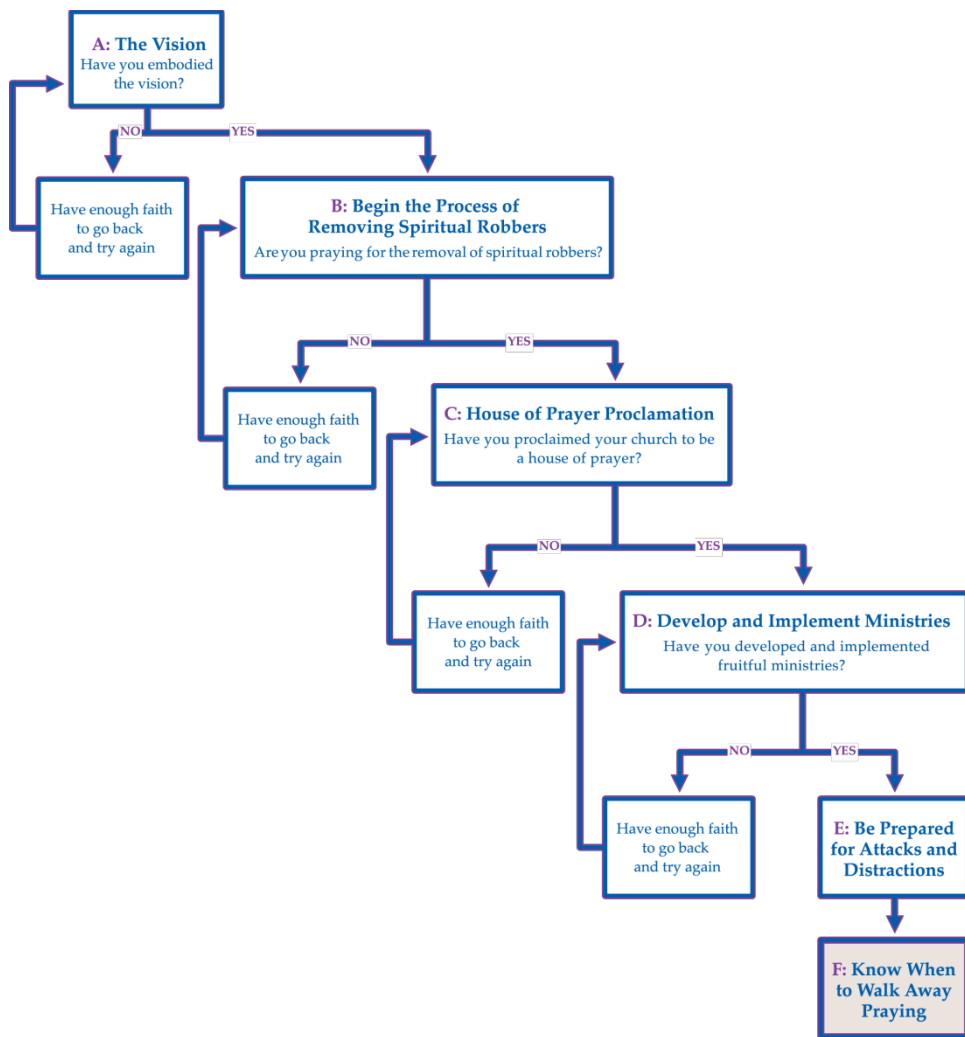 A: The Vision
Have you embodied
the vision?
NO
YES
Have enough faith
to go back
and try again
B: Begin the Process of
Removing Spiritual Robbers
Are you praying for the removal of spiritual robbers?
NO
YES
Have enough faith
to go back
and try again
C: House of Prayer Proclamation
Have you proclaimed your church to be
a house of prayer?
NO
YES
Have enough faith
to go back
and try again
D: Develop and Implement Ministries
Have you developed and implemented
fruitful ministries?
NO
YES
Have enough faith
to go back
and try again
E: Be Prepared
for Attacks and
Distractions
F: Know When
to Walk Away
Praying